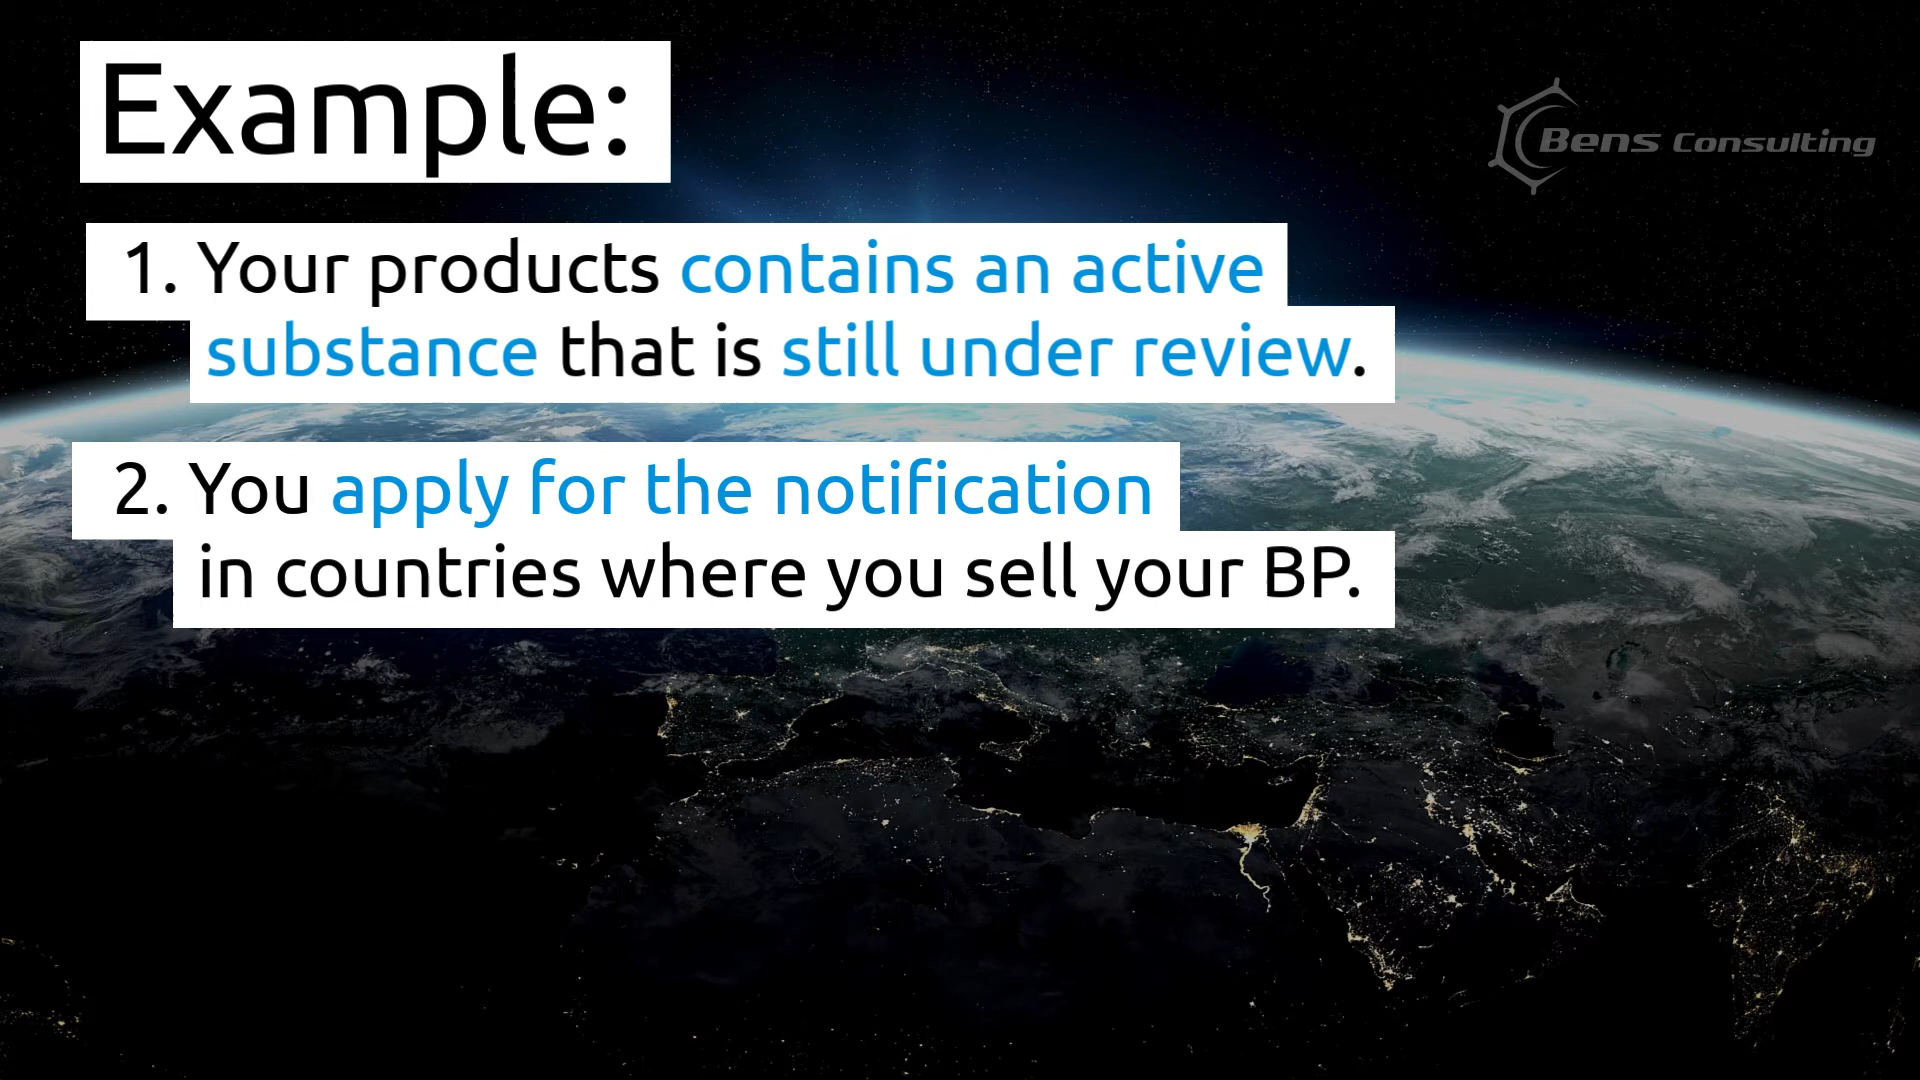 Example:
Bens Consulting
1. Your products contains an active
substance that is still under review.
2. You apply for the notification
in countries where you sell your BP.